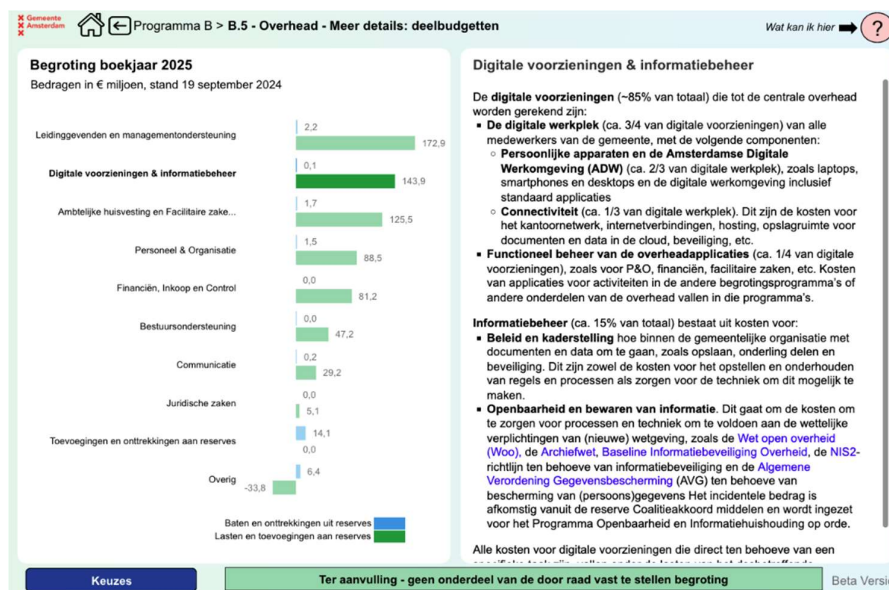 Gemeente
Amsterdam
Programma B > B.5 - Overhead - Meer details: deelbudgetten
Wat kan ik hier
?
Begroting boekjaar 2025
Bedragen in € miljoen, stand 19 september 2024
Leidinggevenden en managementondersteuning
2,2
172,9
Digitale voorzieningen & informatiebeheer
0,1
143,9
Ambtelijke huisvesting en Facilitaire zake...
1,7
125,5
Personeel & Organisatie
1,5
88,5
Financiën, Inkoop en Control
0,0
81,2
Bestuursondersteuning
0,0
47,2
Communicatie
0,2
29,2
Juridische zaken
0,0
5,1
Toevoegingen en onttrekkingen aan reserves
14,1
0,0
Overig
6,4
-33,8
Baten en onttrekkingen uit reserves
Lasten en toevoegingen aan reserves
Digitale voorzieningen & informatiebeheer
De digitale voorzieningen (~85% van totaal) die tot de centrale overhead
worden gerekend zijn:
▪ De digitale werkplek (ca. 3/4 van digitale voorzieningen) van alle
medewerkers van de gemeente, met de volgende componenten:
○ Persoonlijke apparaten en de Amsterdamse Digitale
Werkomgeving (ADW) (ca. 2/3 van digitale werkplek), zoals laptops,
smartphones en desktops en de digitale werkomgeving inclusief
standaard applicaties
○ Connectiviteit (ca. 1/3 van digitale werkplek). Dit zijn de kosten voor
het kantoornetwerk, internetverbindingen, hosting, opslagruimte voor
documenten en data in de cloud, beveiliging, etc.
▪ Functioneel beheer van de overheadapplicaties (ca. 1/4 van digitale
voorzieningen), zoals voor P&O, financiën, facilitaire zaken, etc. Kosten
van applicaties voor activiteiten in de andere begrotingsprogramma's of
andere onderdelen van de overhead vallen in die programma's.
Informatiebeheer (ca. 15% van totaal) bestaat uit kosten voor:
▪ Beleid en kaderstelling hoe binnen de gemeentelijke organisatie met
documenten en data om te gaan, zoals opslaan, onderling delen en
beveiliging. Dit zijn zowel de kosten voor het opstellen en onderhouden
van regels en processen als zorgen voor de techniek om dit mogelijk te
maken.
▪ Openbaarheid en bewaren van informatie. Dit gaat om de kosten om
te zorgen voor processen en techniek om te voldoen aan de wettelijke
verplichtingen van (nieuwe) wetgeving, zoals de Wet open overheid
(Woo), de Archiefwet, Baseline Informatiebeveiliging Overheid, de NIS2-
richtlijn ten behoeve van informatiebeveiliging en de Algemene
Verordening Gegevensbescherming (AVG) ten behoeve van
bescherming van (persoons)gegevens Het incidentele bedrag is
afkomstig vanuit de reserve Coalitieakkoord middelen en wordt ingezet
voor het Programma Openbaarheid en Informatiehuishouding op orde.
Alle kosten voor digitale voorzieningen die direct ten behoeve van een
Keuzes
Ter aanvulling - geen onderdeel van de door raad vast te stellen begroting
Beta Versi